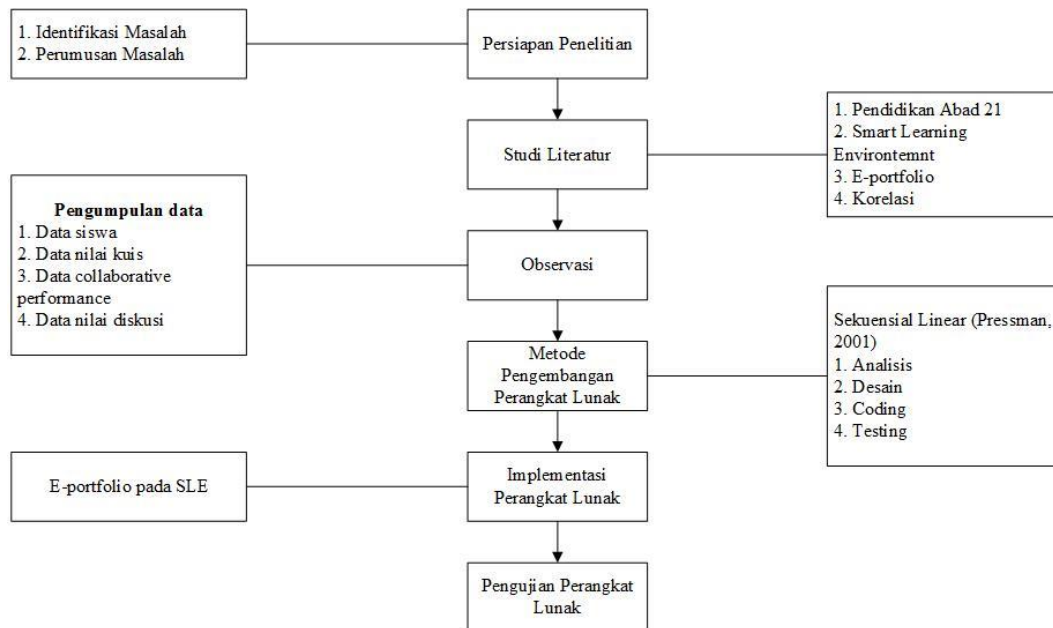 1. Identifikasi Masalah
2. Perumusan Masalah
Persiapan Penelitian
Studi Literatur
1. Pendidikan Abad 21
2. Smart Learning
Environtemnt
3. E-portfolio
4. Korelasi
Pengumpulan data
1. Data siswa
2. Data nilai kuis
3. Data collaborative
performance
4. Data nilai diskusi
Observasi
Metode
Pengembangan
Perangkat Lunak
Sekuensial Linear (Pressman,
2001)
1. Analisis
2. Desain
3. Coding
4. Testing
E-portfolio pada SLE
Implementasi
Perangkat Lunak
Pengujian Perangkat
Lunak